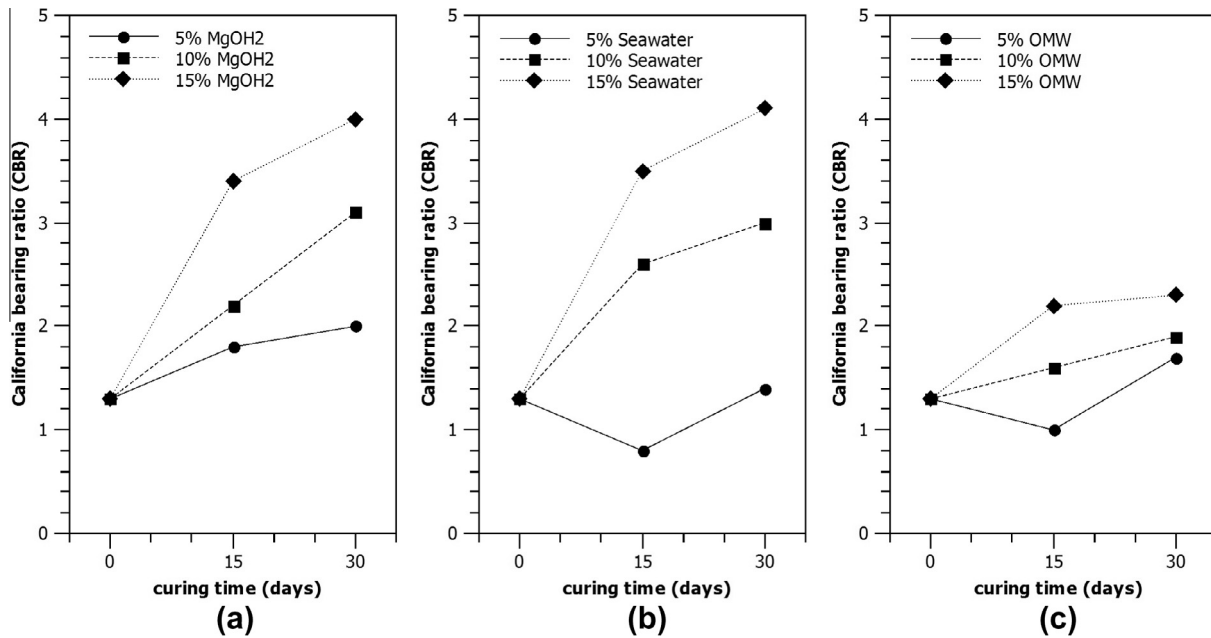 5
4
3
2
1
0
California bearing ratio (CBR)
5% MgOH2
10% MgOH2
15% MgOH2
0 15 30
curing time (days)
(a)
5
4
3
2
1
0
California bearing ratio (CBR)
5% Seawater
10% Seawater
15% Seawater
0 15 30
curing time (days)
(b)
5
4
3
2
1
0
California bearing ratio (CBR)
5% OMW
10% OMW
15% OMW
0 15 30
curing time (days)
(c)